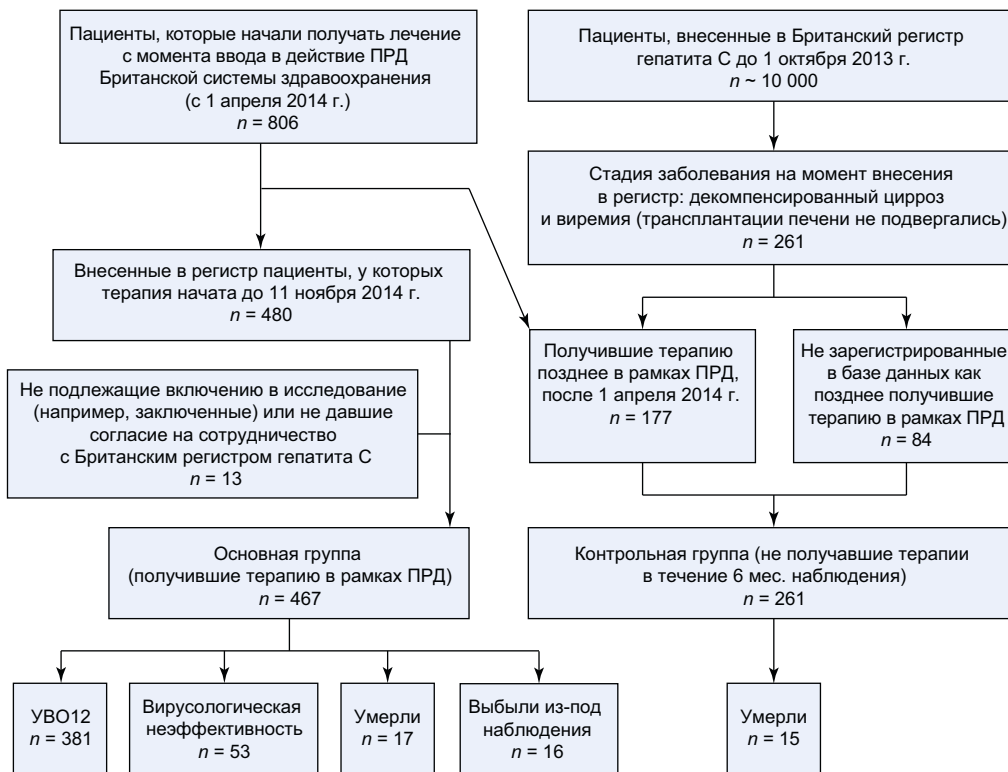 Пациенты, которые начали получать лечение
с момента ввода в действие ПРД
Британской системы здравоохранения
(с 1 апреля 2014 г.)
n = 806
Пациенты, внесенные в Британский регистр
гепатита С до 1 октября 2013 г.
n ~ 10 000
Стадия заболевания на момент внесения
в регистр: декомпенсированный цирроз
и виремия (трансплантации печени не подвергались)
n = 261
Внесенные в регистр пациенты, у которых
терапия начата до 11 ноября 2014 г.
n = 480
Получившие терапию
позднее в рамках ПРД,
после 1 апреля 2014 г.
n = 177
Не зарегистрированные
в базе данных как
позднее получившие
терапию в рамках ПРД
n = 84
Не подлежащие включению в исследование
(например, заключенные) или не давшие
согласие на сотрудничество
с Британским регистром гепатита С
n = 13
Основная группа
(получившие терапию в рамках ПРД)
n = 467
Контрольная группа (не получавшие терапии
в течение 6 мес. наблюдения)
n = 261
УВО12
n = 381
Вирусологическая
неэффективность
n = 53
Умерли
n = 17
Выбыли из-под
наблюдения
n = 16
Умерли
n = 15